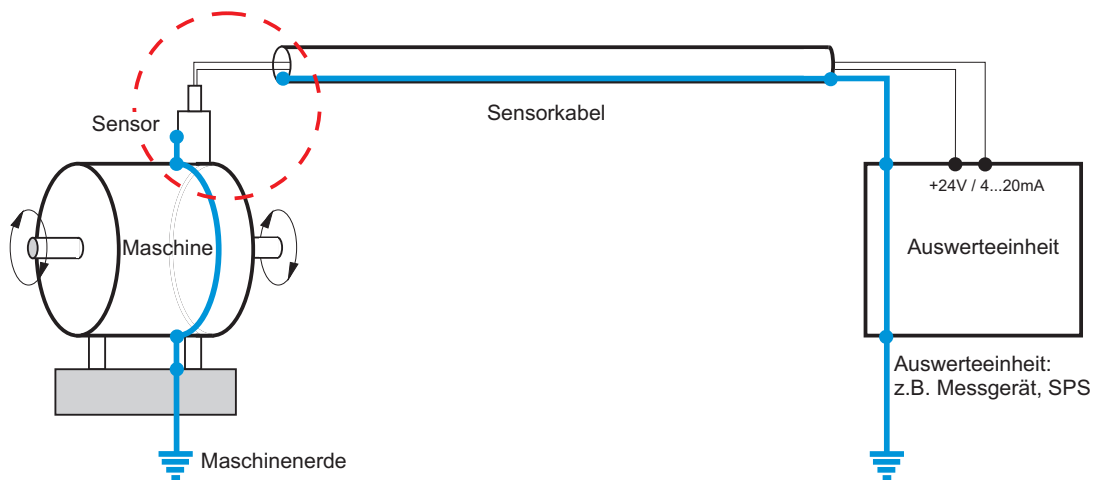 Sensorkabel
Sensor
+24V / 4...20mA
Maschine
Auswerteeinheit
Auswerteeinheit:
z.B. Messgerät, SPS
Maschinenerde